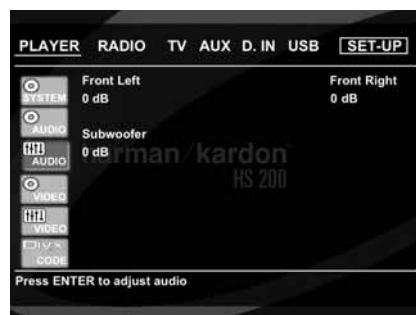 PLAYER RADIO TV AUX D. IN USB SET-UP
Front Left Front Right
0 dB 0 dB
SYSTEM
AUDIO
Subwoofer
0 dB
AUDIO
harman/kardon
HS 200
VIDEO
VIDEO
DIVX
CODE
Press ENTER to adjust audio